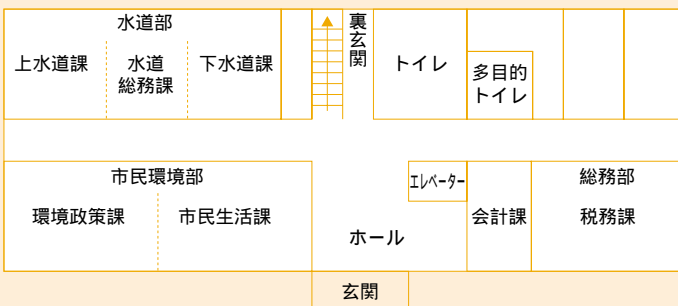 水道部
上水道課
水道
総務課
下水道課
裏玄関
トイレ
多目的
トイレ
市民環境部
環境政策課
市民生活課
エレベーター
ホール
会計課
総務部
税務課
玄関